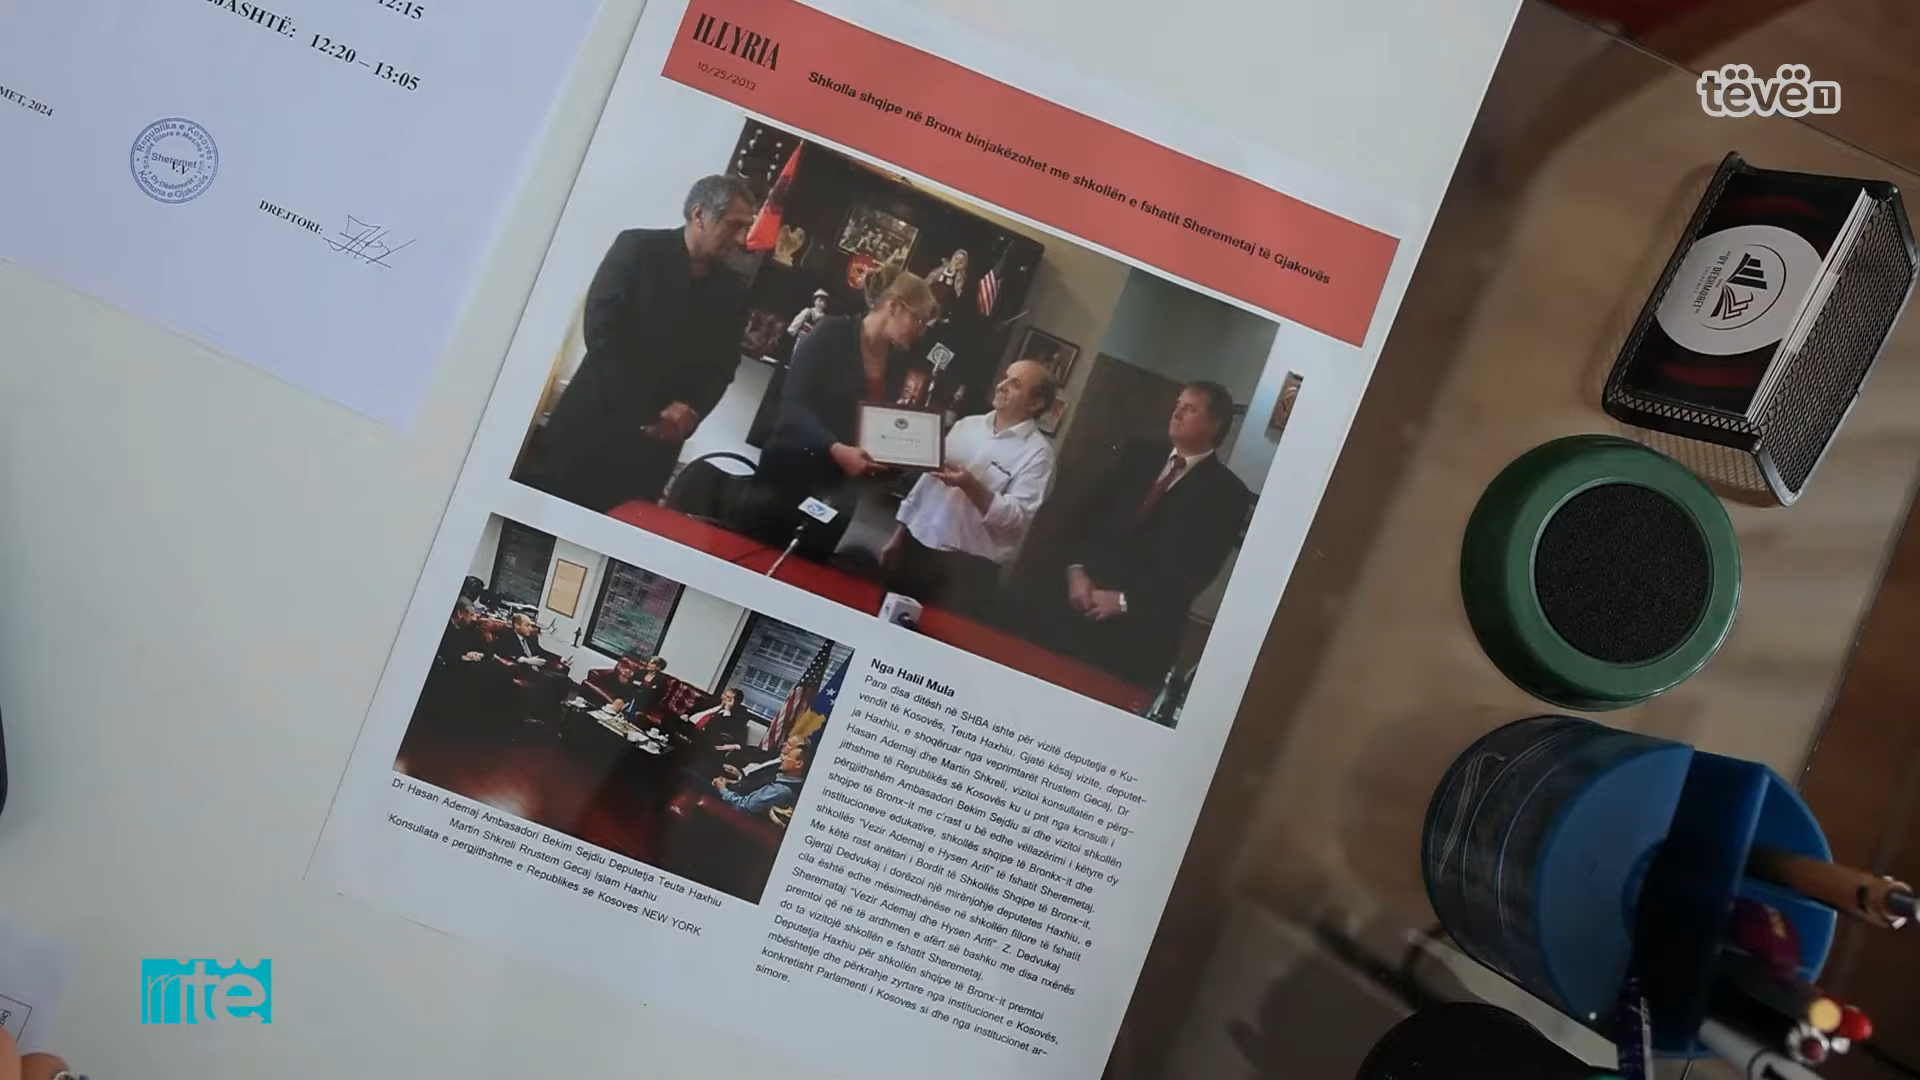 12:15
JASHTË: 12:20 – 13:05
MET, 2024
Republika e Kosovës
Sheremet
Komuna e Gjakovës
DREJTORI:
ILLYRIA
10/25/2013
Shkolla shqipe në Bronx binjakëzohet me shkollën e fshatit Sheremetaj të Gjakovës
Dr Hasan Ademaj Ambasadori Bekim Sejdiu Deputetja Teuta Haxhiu
Martin Shkreli Rrustem Gecaj Islam Haxhiu
Konsullata e pergjithshme e Republikes se Kosoves NEW YORK
Nga Halil Mula
Para disa ditësh në SHBA ishte për vizitë deputetja e Ku-
vendit të Kosovës, Teuta Haxhiu. Gjatë kësaj vizite, deputet-
ja Haxhiu, e shoqëruar nga veprimtarët Rrustem Gecaj, Dr
Hasan Ademaj dhe Martin Shkreli, vizitoi konsullatën e përg-
jithshme të Republikës së Kosovës ku u prit nga konsulli i
përgjithshëm Ambasadori Bekim Sejdiu si dhe vizitoi shkollën
shqipe të Bronx-it me c'rast u bë edhe vëllazërimi i këtyre dy
institucioneve edukative, shkollës shqipe të Bronkx-it dhe
shkollës "Vezir Ademaj e Hysen Arifi" të fshatit Sheremetaj.
Me këtë rast anëtari i Bordit të Shkollës Shqipe të Bronx-it,
Gjergj Dedvukaj i dorëzoi një mirënjohje deputetes Haxhiu, e
cila është edhe mësimedhënëse në shkollën fillore të fshatit
Sheremataj "Vezir Ademaj dhe Hysen Arifi". Z. Dedvukaj
premtoi që në të ardhmen e afërt së bashku me disa nxënës
do ta vizitojë shkollën e fshatit Sheremetaj.
Deputetja Haxhiu për shkollën shqipe të Bronx-it premtoi
mbështetje dhe përkrahje zyrtare nga institucionet e Kosovës,
konkretisht Parlamenti i Kosoves si dhe nga institucionet ar-
simore.
"DY DËSHMORËT"
tëvë1
rrtë